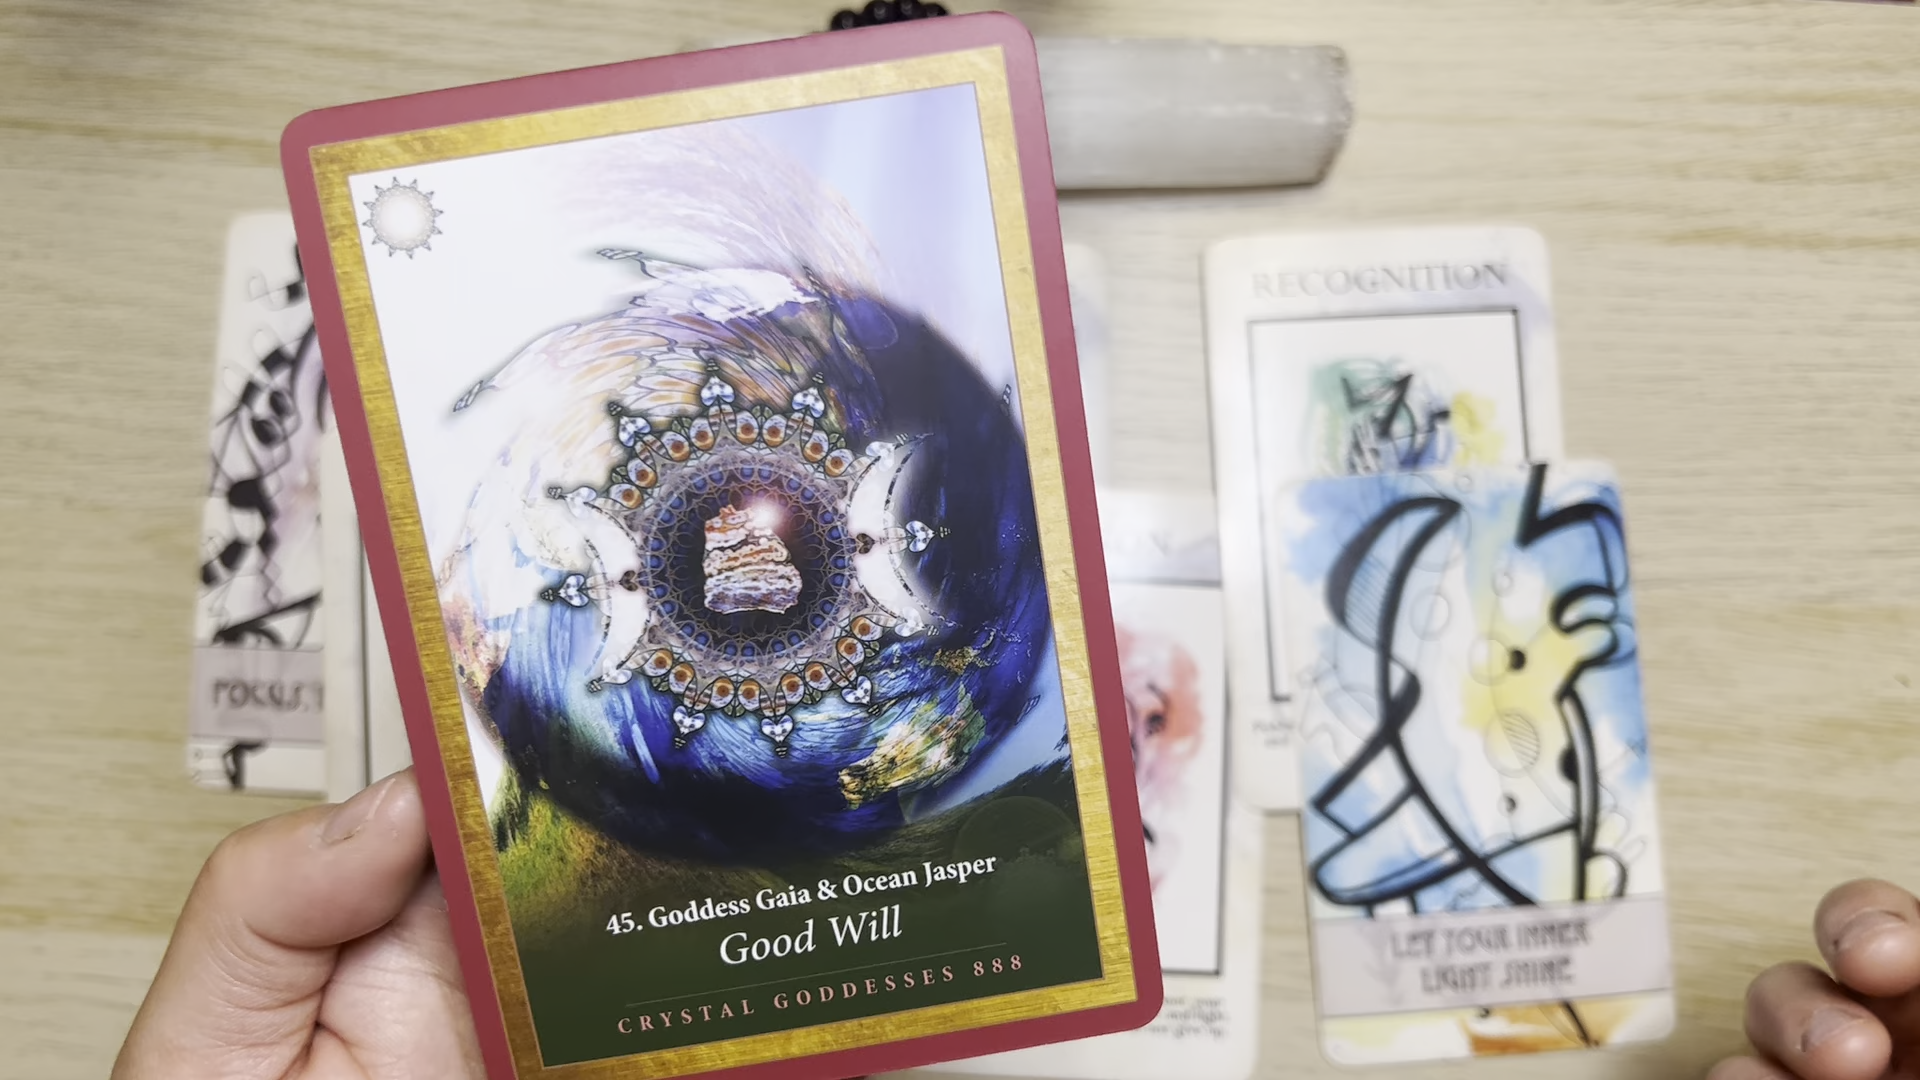 45. Goddess Gaia & Ocean Jasper
Good Will
CRYSTAL GODDESSES 888
RECOGNITION
LET YOUR INNER
LIGHT SHINE